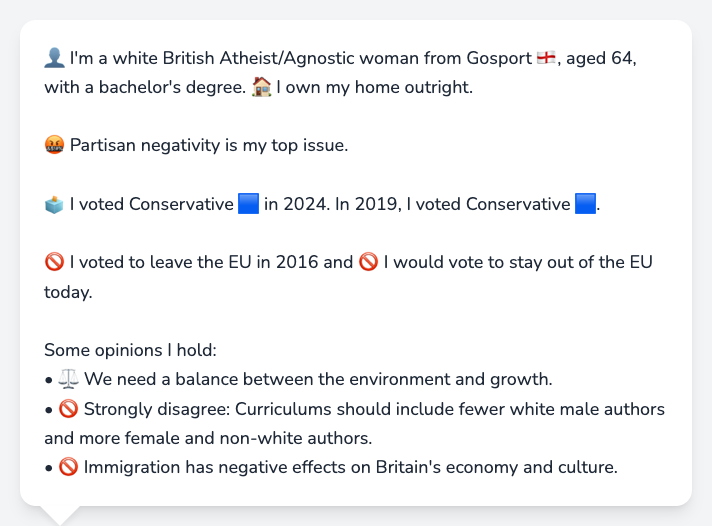 👤 I'm a white British Atheist/Agnostic woman from Gosport 🏴󠁧󠁢󠁥󠁮󠁧󠁿, aged 64,
with a bachelor's degree. 🏠 I own my home outright.
🤬 Partisan negativity is my top issue.
🗳️ I voted Conservative 🟦 in 2024. In 2019, I voted Conservative 🟦.
🚫 I voted to leave the EU in 2016 and 🚫 I would vote to stay out of the EU
today.
Some opinions I hold:
• ⚖️ We need a balance between the environment and growth.
• 🚫 Strongly disagree: Curriculums should include fewer white male authors
and more female and non-white authors.
• 🚫 Immigration has negative effects on Britain's economy and culture.